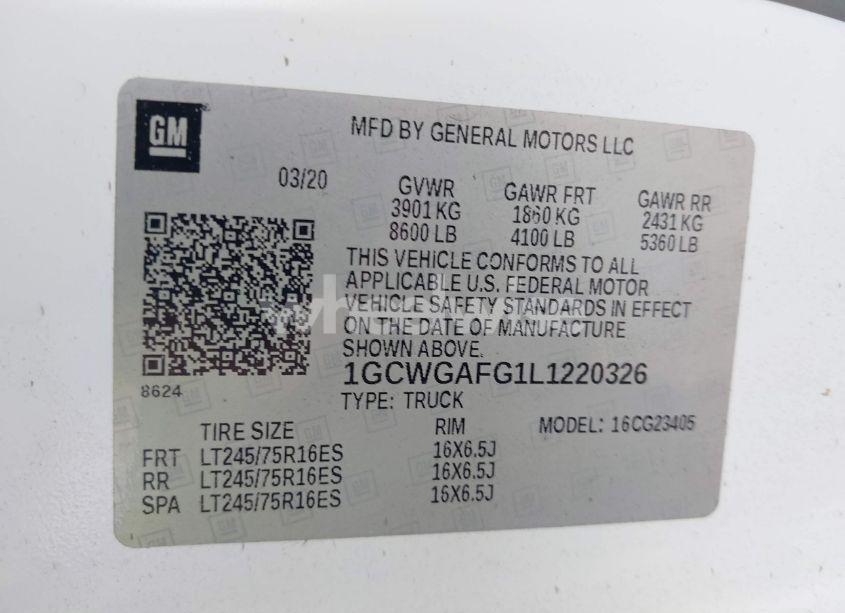 GM
MFD BY GENERAL MOTORS LLC
03/20
GVWR GAWR FRT GAWR RR
3901 KG 1860 KG 2431 KG
8600 LB 4100 LB 5360 LB
THIS VEHICLE CONFORMS TO ALL
APPLICABLE U.S. FEDERAL MOTOR
VEHICLE SAFETY STANDARDS IN EFFECT
ON THE DATE OF MANUFACTURE
SHOWN ABOVE.
8624
1GCWGAFG1L1220326
TYPE: TRUCK
TIRE SIZE RIM MODEL: 16CG23405
FRT LT245/75R16ES 16X6.5J
RR LT245/75R16ES 16X6.5J
SPA LT245/75R16ES 16X6.5J